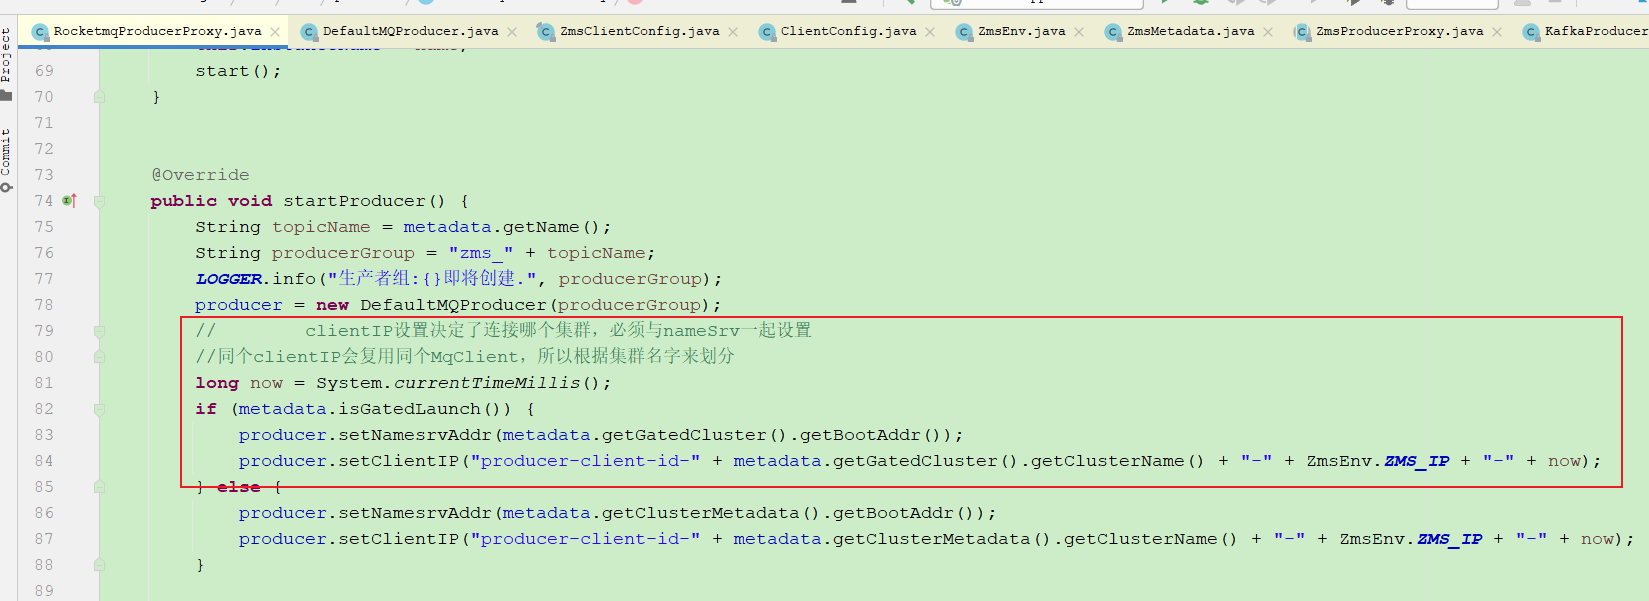 RocketmqProducerProxy.java DefaultMQProducer.java ZmsClientConfig.java ClientConfig.java ZmsEnv.java ZmsMetadata.java ZmsProducerProxy.java KafkaProducer
Project
Commit
69 start();
70 }
71
72
73 @Override
74 public void startProducer() {
75 String topicName = metadata.getName();
76 String producerGroup = "zms_" + topicName;
77 LOGGER.info("生产者组:{}即将创建.", producerGroup);
78 producer = new DefaultMQProducer(producerGroup);
79 // clientIP设置决定了连接哪个集群，必须与nameSrv一起设置
80 //同个clientIP会复用同个MqClient，所以根据集群名字来划分
81 long now = System.currentTimeMillis();
82 if (metadata.isGatedLaunch()) {
83 producer.setNamesrvAddr(metadata.getGatedCluster().getBootAddr());
84 producer.setClientIP("producer-client-id-" + metadata.getGatedCluster().getClusterName() + "-" + ZmsEnv.ZMS_IP + "-" + now);
85 } else {
86 producer.setNamesrvAddr(metadata.getClusterMetadata().getBootAddr());
87 producer.setClientIP("producer-client-id-" + metadata.getClusterMetadata().getClusterName() + "-" + ZmsEnv.ZMS_IP + "-" + now);
88 }
89